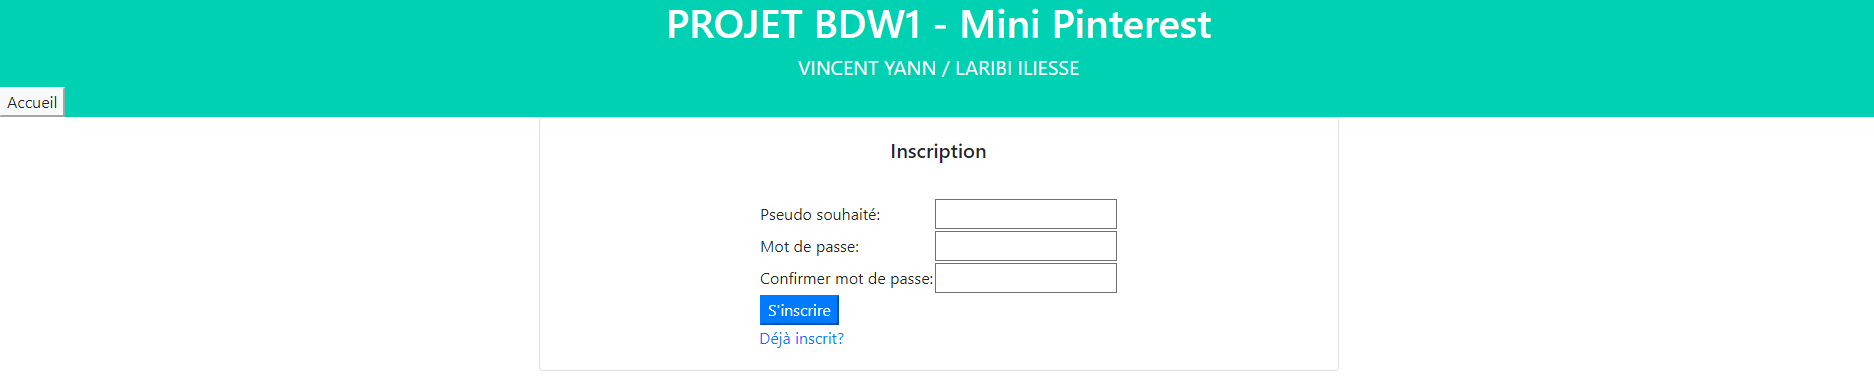 PROJET BDW1 - Mini Pinterest
VINCENT YANN / LARIBI ILIESSE
Accueil
Inscription
Pseudo souhaité:
Mot de passe:
Confirmer mot de passe:
S'inscrire
Déjà inscrit?